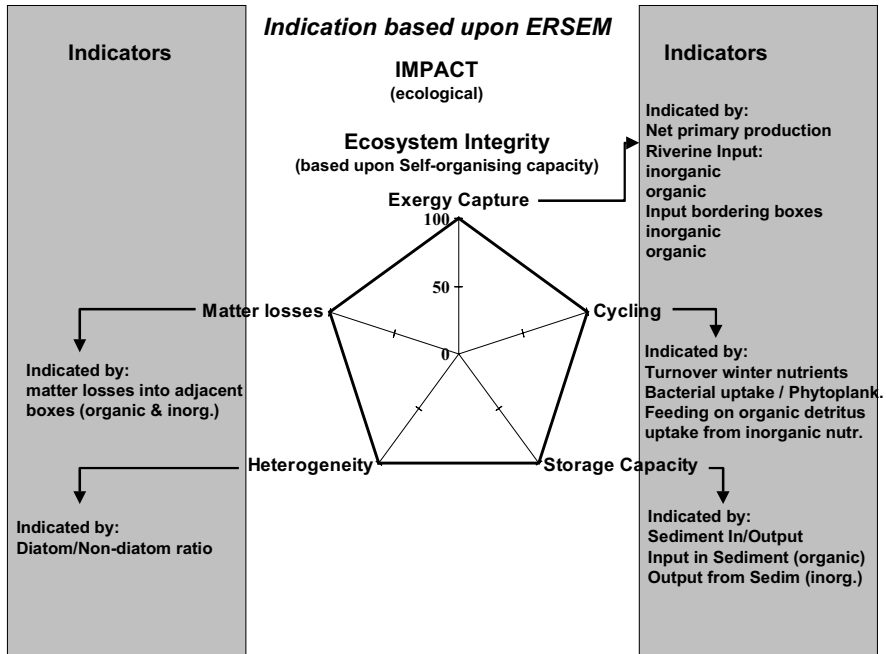 Indication based upon ERSEM
Indicators
Indicators
IMPACT
(ecological)
Ecosystem Integrity
(based upon Self-organising capacity)
Exergy Capture
100
50
0
Indicated by:
Net primary production
Riverine Input:
inorganic
organic
Input bordering boxes
inorganic
organic
Matter losses
Cycling
Indicated by:
matter losses into adjacent
boxes (organic & inorg.)
Indicated by:
Turnover winter nutrients
Bacterial uptake / Phytoplank.
Feeding on organic detritus
uptake from inorganic nutr.
Heterogeneity
Storage Capacity
Indicated by:
Diatom/Non-diatom ratio
Indicated by:
Sediment In/Output
Input in Sediment (organic)
Output from Sedim (inorg.)